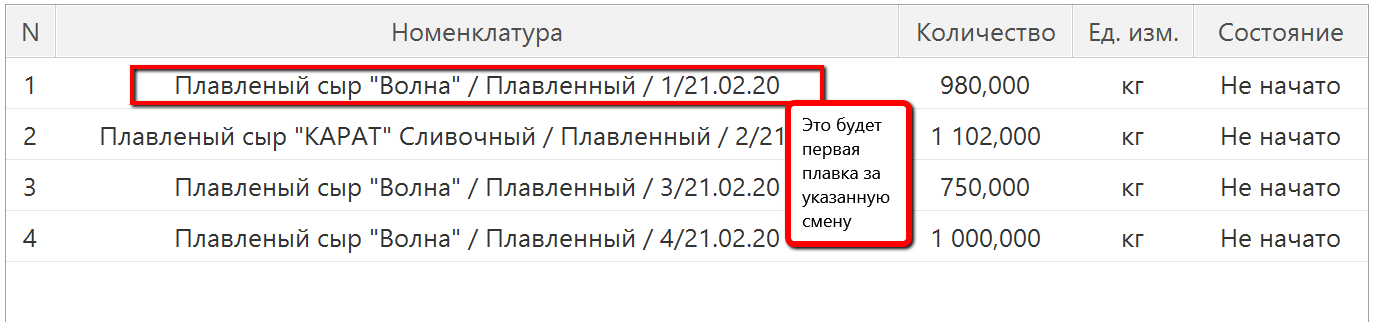 N Номенклатура Количество Ед. изм. Состояние
1 Плавленый сыр "Волна" / Плавленный / 1/21.02.20 980,000 кг Не начато
2 Плавленый сыр "КАРАТ" Сливочный / Плавленный / 2/21 1 102,000 кг Не начато
3 Плавленый сыр "Волна" / Плавленный / 3/21.02.20 750,000 кг Не начато
4 Плавленый сыр "Волна" / Плавленный / 4/21.02.20 1 000,000 кг Не начато
Это будет
первая
плавка за
указанную
смену